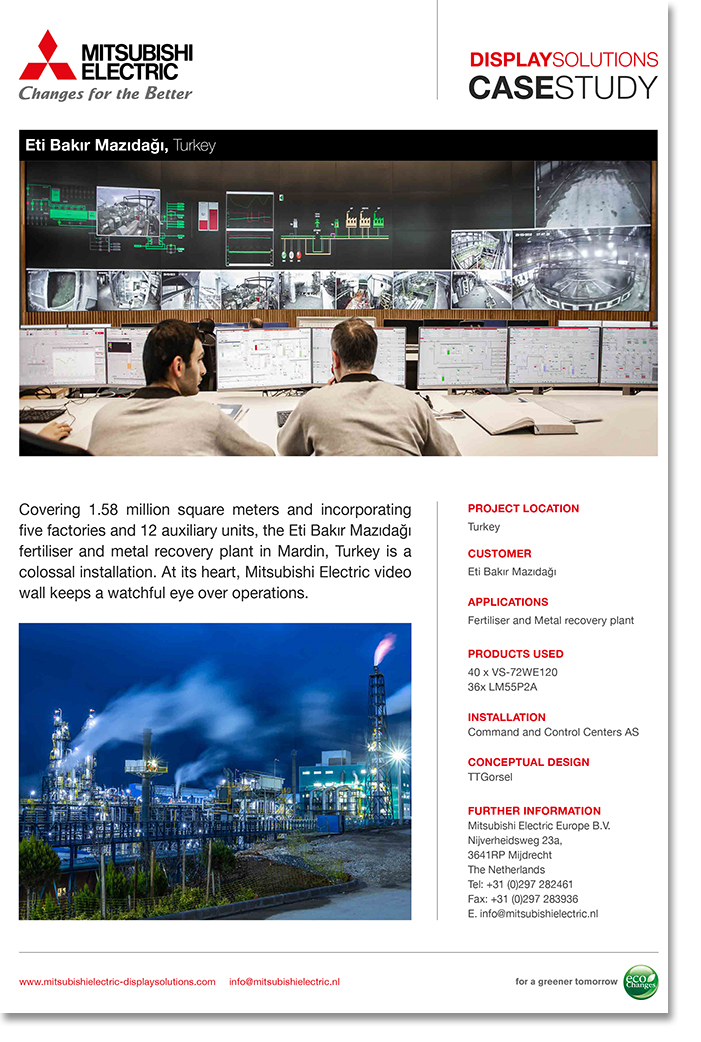 MITSUBISHI
ELECTRIC
Changes for the Better
DISPLAYSOLUTIONS
CASESTUDY
Eti Bakır Mazıdağı, Turkey
Covering 1.58 million square meters and incorporating
five factories and 12 auxiliary units, the Eti Bakır Mazıdağı
fertiliser and metal recovery plant in Mardin, Turkey is a
colossal installation. At its heart, Mitsubishi Electric video
wall keeps a watchful eye over operations.
PROJECT LOCATION
Turkey
CUSTOMER
Eti Bakır Mazıdağı
APPLICATIONS
Fertiliser and Metal recovery plant
PRODUCTS USED
40 x VS-72WE120
36x LM55P2A
INSTALLATION
Command and Control Centers AS
CONCEPTUAL DESIGN
TTGorsel
FURTHER INFORMATION
Mitsubishi Electric Europe B.V.
Nijverheidsweg 23a,
3641RP Mijdrecht
The Netherlands
Tel: +31 (0)297 282461
Fax: +31 (0)297 283936
E. info@mitsubishielectric.nl
www.mitsubishielectric-displaysolutions.com info@mitsubishielectric.nl
for a greener tomorrow
eco
Changes